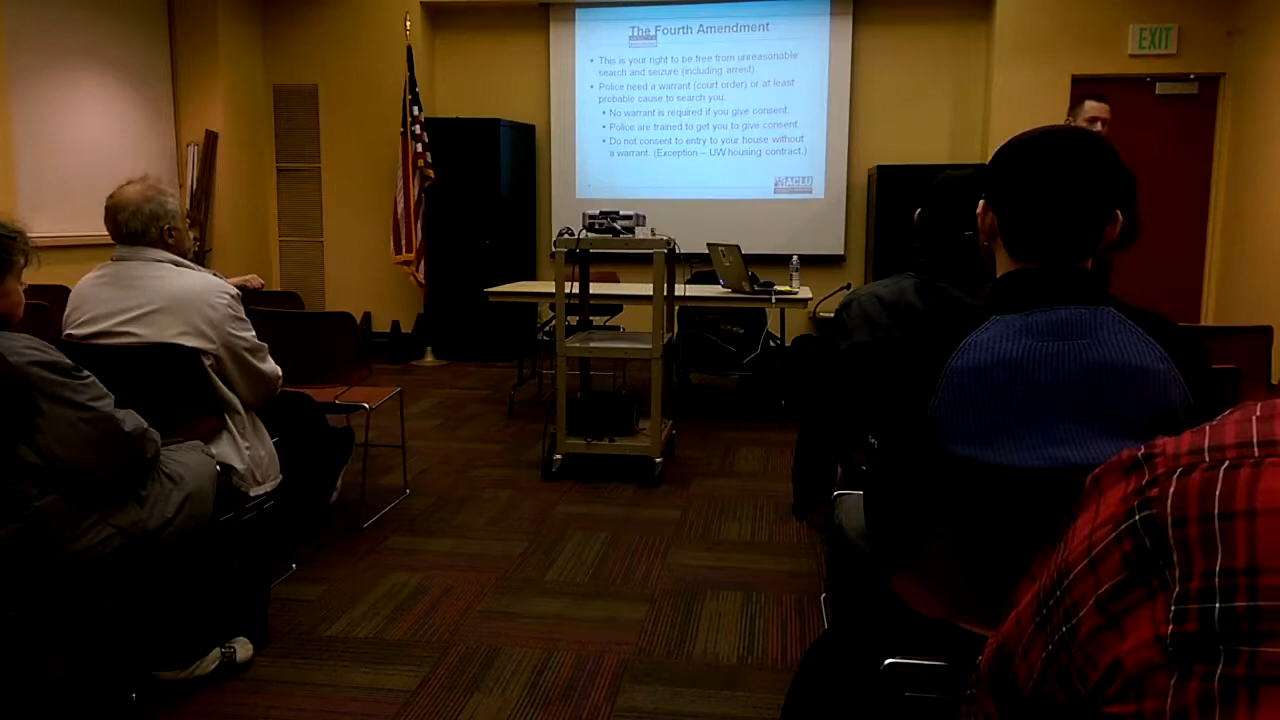 The Fourth Amendment
• This is your right to be free from unreasonable
search and seizure (including arrest).
• Police need a warrant (court order) or at least
probable cause to search you.
• No warrant is required if you give consent.
• Police are trained to get you to give consent.
• Do not consent to entry to your house without
a warrant. (Exception – UW housing contract.)
ACLU
EXIT